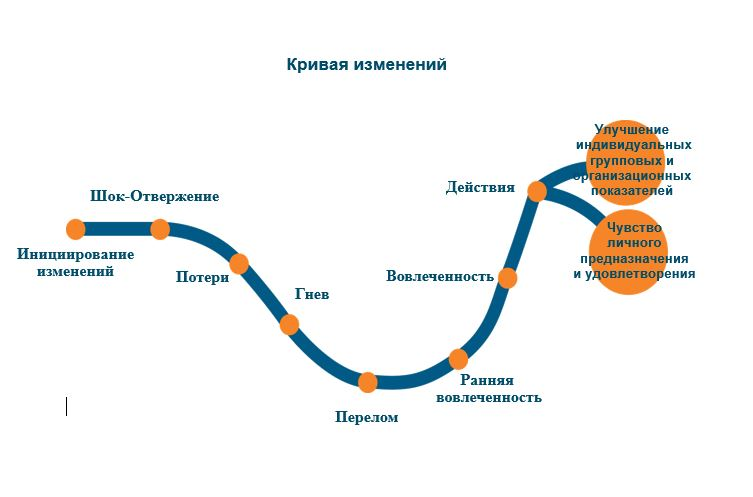 Кривая изменений
Улучшение
индивидуальных
групповых и
организационных
показателей
Действия
Шок-Отвержение
Чувство
личного
предназначения
и удовлетворения
Инициирование
изменений
Потери
Вовлеченность
Гнев
Ранняя
вовлеченность
Перелом